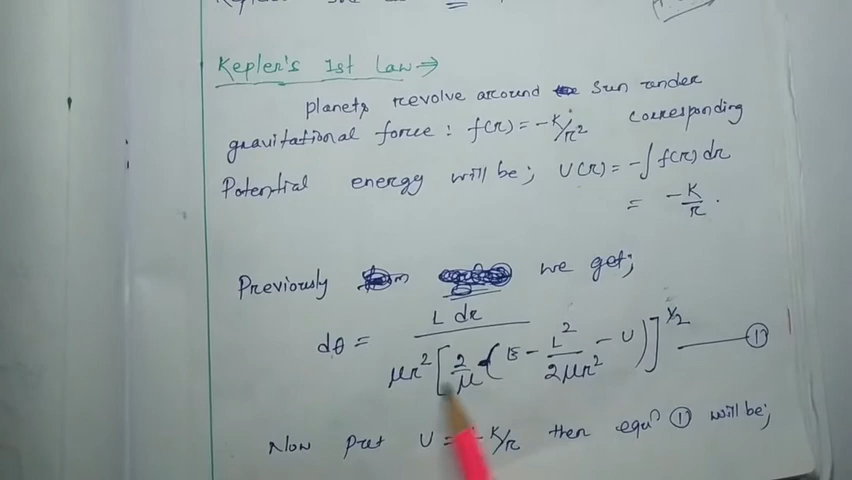 Kepler's 1st Law →
planets revolve around Sun under
gravitational force : f(r) = -K/r² corresponding
Potential energy will be; U(r) = -∫ f(r) dr
= -K/r .
Previously we get;
dθ = L dr / μr² [ 2/μ ( E - L²/2μr² - U ) ]^1/2 —— ①
Now put U = -K/r then equⁿ ① will be;